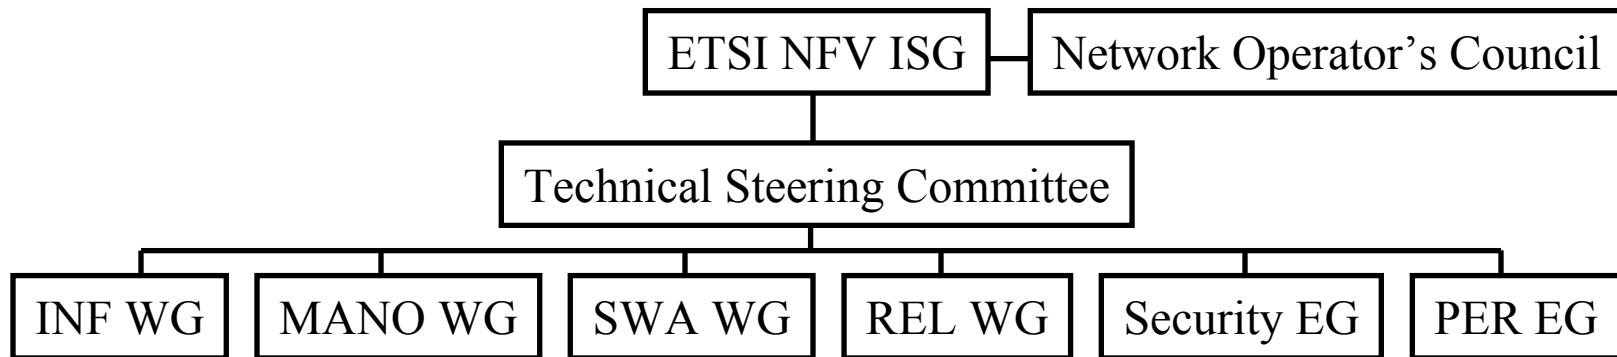 ETSI NFV ISG
Network Operator’s Council
Technical Steering Committee
INF WG
MANO WG
SWA WG
REL WG
Security EG
PER EG